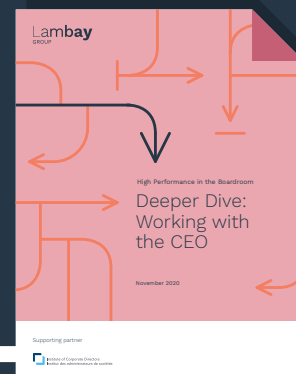 Lambay
GROUP
High Performance in the Boardroom
Deeper Dive:
Working with
the CEO
November 2020
Supporting partner
Institute of Corporate Directors
Institut des administrateurs de sociétés